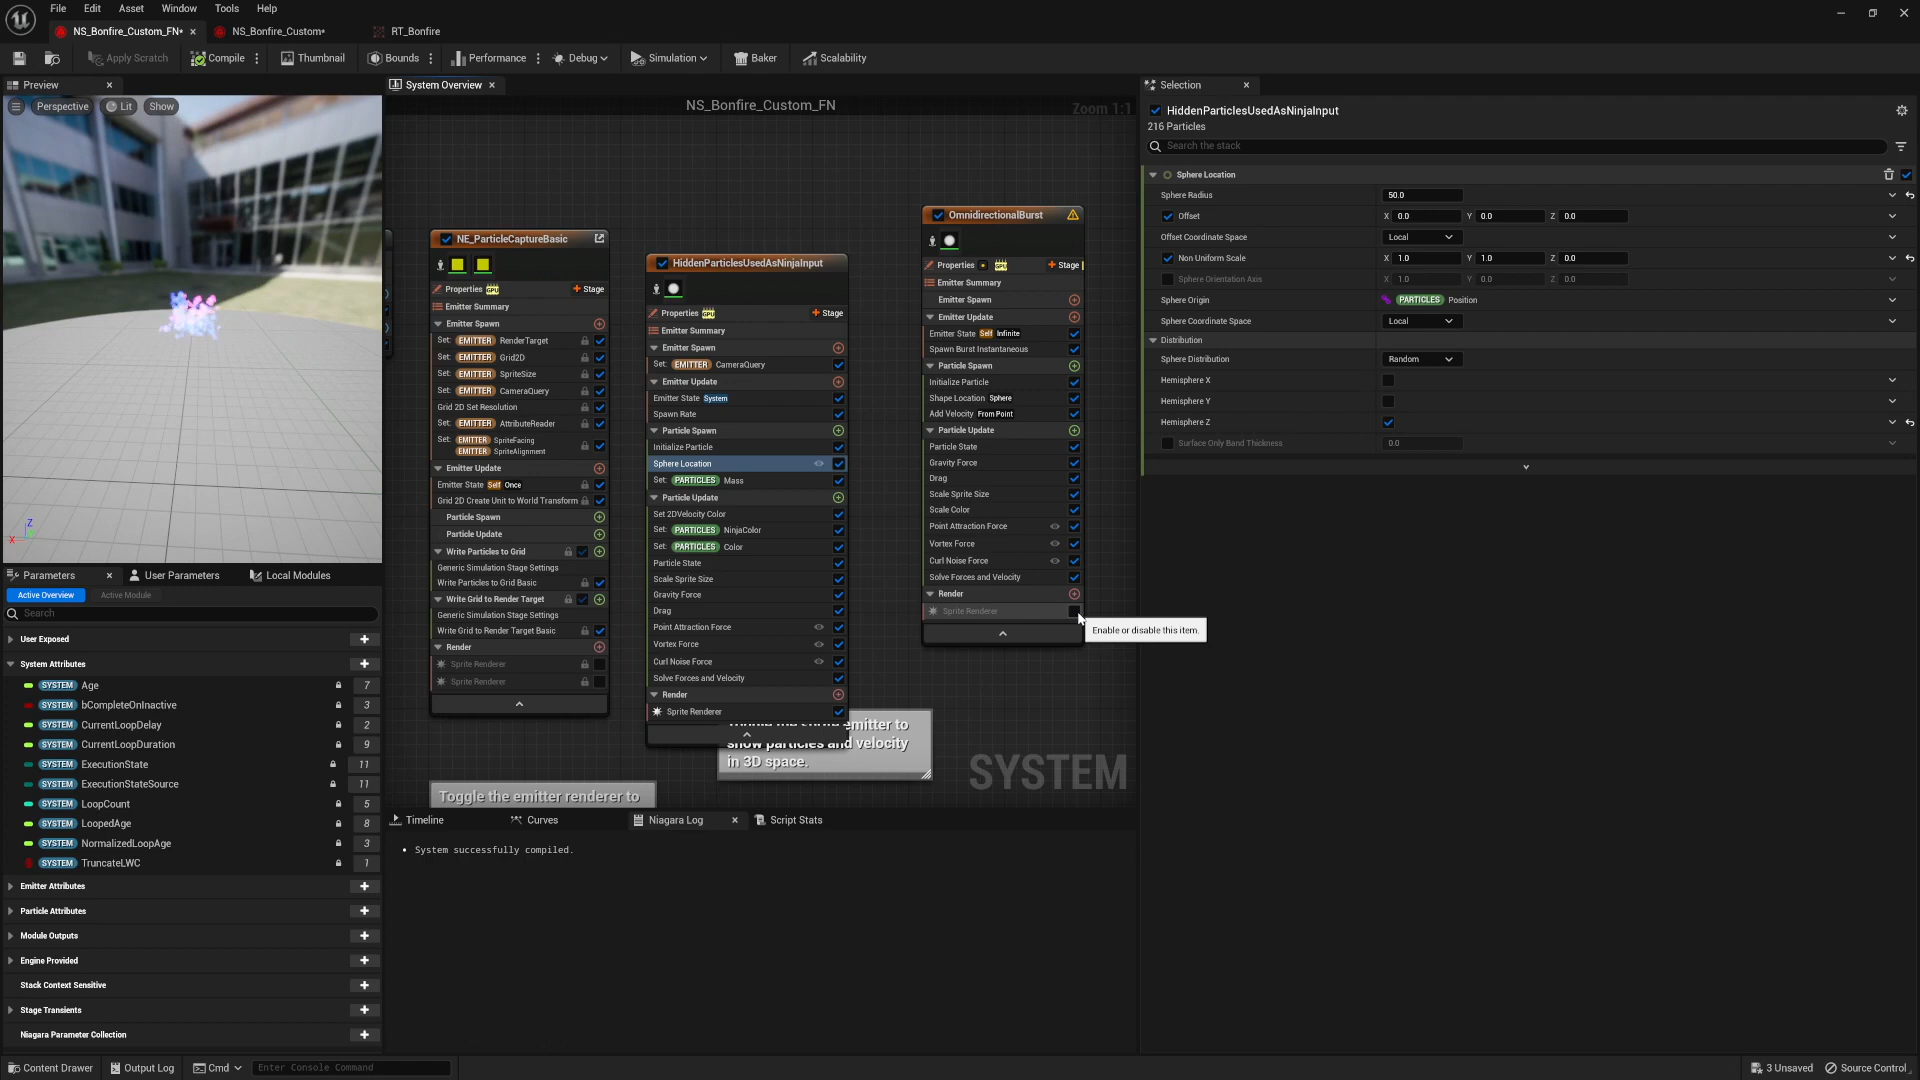 File Edit Asset Window Tools Help
NS_Bonfire_Custom_FN* NS_Bonfire_Custom* RT_Bonfire
Apply Scratch Compile Thumbnail Bounds Performance Debug Simulation Baker Scalability
Preview
Perspective Lit Show
Z
X
System Overview
NS_Bonfire_Custom_FN
Zoom 1:1
NE_ParticleCaptureBasic
Properties GPU + Stage
Emitter Summary
Emitter Spawn
Set: EMITTER RenderTarget
Set: EMITTER Grid2D
Set: EMITTER SpriteSize
Set: EMITTER CameraQuery
Grid 2D Set Resolution
Set: EMITTER AttributeReader
Set: EMITTER SpriteFacing
EMITTER SpriteAlignment
Emitter Update
Emitter State Self Once
Grid 2D Create Unit to World Transform
Particle Spawn
Particle Update
Write Particles to Grid
Generic Simulation Stage Settings
Write Particles to Grid Basic
Write Grid to Render Target
Generic Simulation Stage Settings
Write Grid to Render Target Basic
Render
Sprite Renderer
Sprite Renderer
Toggle the emitter renderer to
HiddenParticlesUsedAsNinjaInput
Properties GPU + Stage
Emitter Summary
Emitter Spawn
Set: EMITTER CameraQuery
Emitter Update
Emitter State System
Spawn Rate
Particle Spawn
Initialize Particle
Sphere Location
Set: PARTICLES Mass
Particle Update
Set 2DVelocity Color
Set: PARTICLES NinjaColor
Set: PARTICLES Color
Particle State
Scale Sprite Size
Gravity Force
Drag
Point Attraction Force
Vortex Force
Curl Noise Force
Solve Forces and Velocity
Render
Sprite Renderer
emitter to
show particles and velocity
in 3D space.
OmnidirectionalBurst
Properties GPU + Stage
Emitter Summary
Emitter Spawn
Emitter Update
Emitter State Self Infinite
Spawn Burst Instantaneous
Particle Spawn
Initialize Particle
Shape Location Sphere
Add Velocity From Point
Particle Update
Particle State
Gravity Force
Drag
Scale Sprite Size
Scale Color
Point Attraction Force
Vortex Force
Curl Noise Force
Solve Forces and Velocity
Render
Sprite Renderer
Enable or disable this item.
SYSTEM
Timeline Curves Niagara Log Script Stats
• System successfully compiled.
Parameters User Parameters Local Modules
Active Overview Active Module
Search
User Exposed
System Attributes
SYSTEM Age 7
SYSTEM bCompleteOnInactive 3
SYSTEM CurrentLoopDelay 2
SYSTEM CurrentLoopDuration 9
SYSTEM ExecutionState 11
SYSTEM ExecutionStateSource 11
SYSTEM LoopCount 5
SYSTEM LoopedAge 8
SYSTEM NormalizedLoopAge 3
SYSTEM TruncateLWC 1
Emitter Attributes
Particle Attributes
Module Outputs
Engine Provided
Stack Context Sensitive
Stage Transients
Niagara Parameter Collection
Selection
HiddenParticlesUsedAsNinjaInput
216 Particles
Search the stack
Sphere Location
Sphere Radius 50.0
Offset X 0.0 Y 0.0 Z 0.0
Offset Coordinate Space Local
Non Uniform Scale X 1.0 Y 1.0 Z 0.0
Sphere Orientation Axis X 1.0 Y 0.0 Z 0.0
Sphere Origin PARTICLES Position
Sphere Coordinate Space Local
Distribution
Sphere Distribution Random
Hemisphere X
Hemisphere Y
Hemisphere Z
Surface Only Band Thickness 0.0
Content Drawer Output Log Cmd Enter Console Command 3 Unsaved Source Control